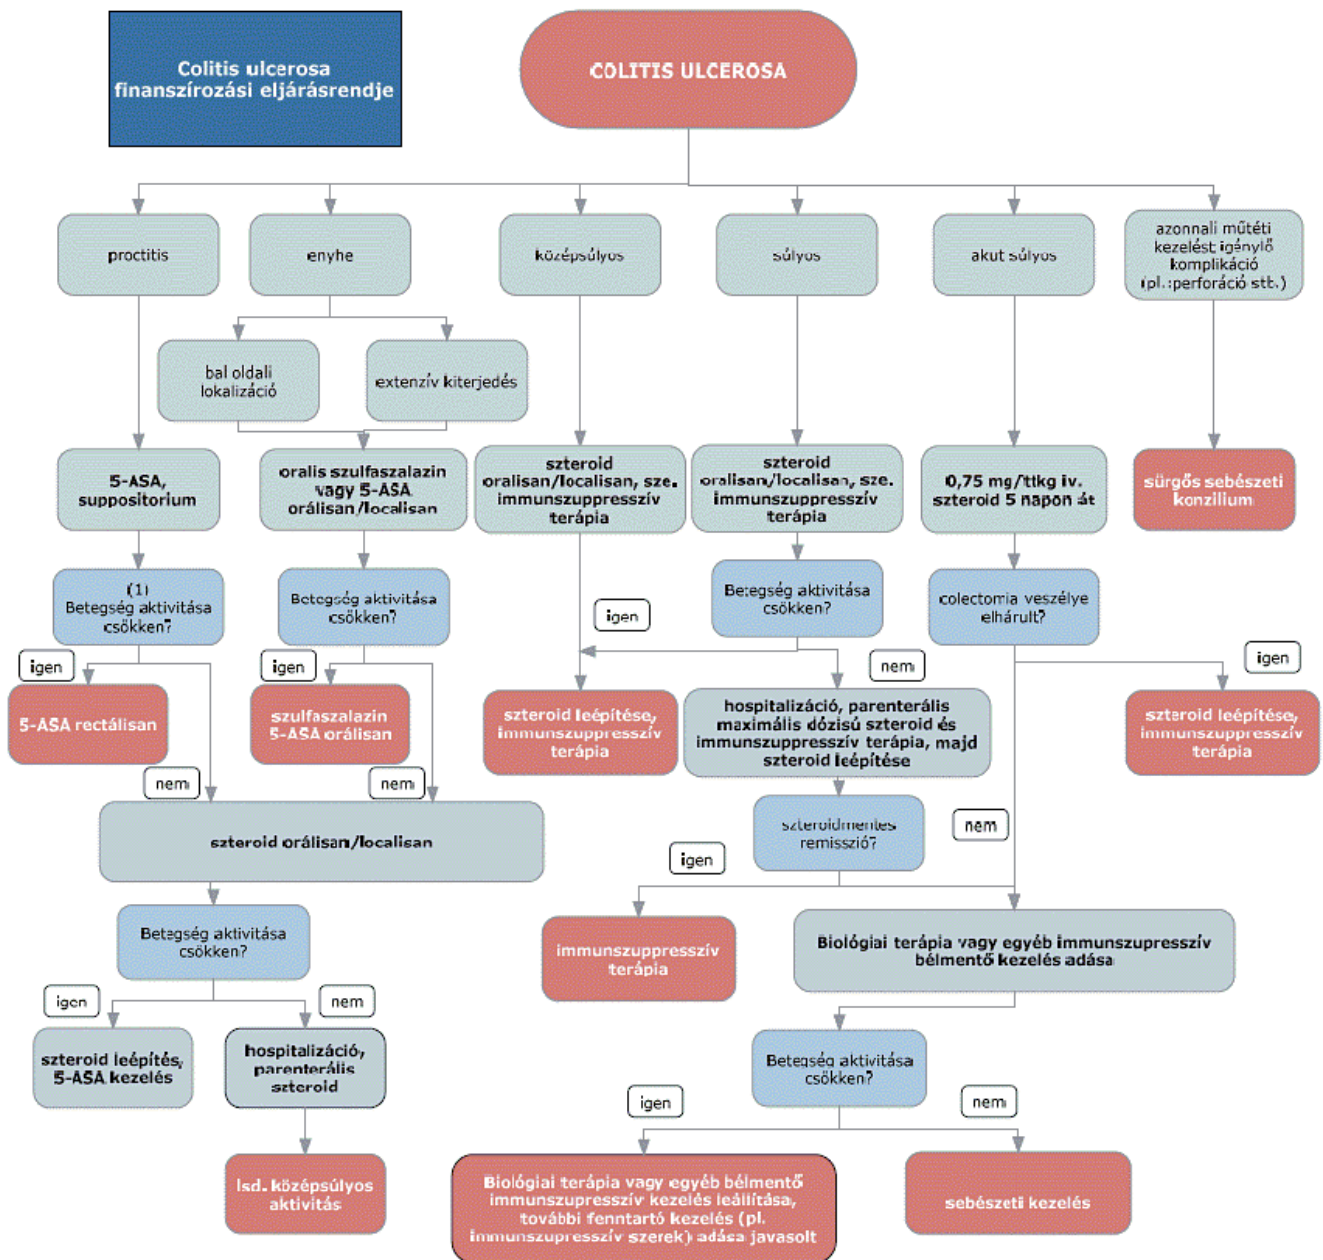 Colitis ulcerosa
finanszírozási eljárásrendje
COLITIS ULCEROSA
proctitis
enyhe
középsúlyos
súlyos
akut súlyos
azonnali műtéti
kezelést igénylő
komplikáció
(pl.:perforáció stb.)
bal oldali
lokalizáció
extenzív kiterjedés
5-ASA,
suppositorium
oralis szulfaszalazin
vagy 5-ASA
orálisan/localisan
szteroid
oralisan/localisan, sze.
immunszuppresszív
terápia
szteroid
oralisan/localisan, sze.
immunszuppresszív
terápia
0,75 mg/ttkg iv.
szteroid 5 napon át
sürgős sebészeti
konzilium
(1)
Betegség aktivitása
csökken?
Betegség aktivitása
csökken?
Betegség aktivitása
csökken?
colectomia veszélye
elhárult?
igen
igen
igen
nem
igen
5-ASA rectálisan
szulfaszalazin
5-ASA orálisan
szteroid leépítése,
immunszuppresszív
terápia
hospitalizáció, parenterális
maximális dózisú szteroid és
immunszuppresszív terápia, majd
szteroid leépítése
szteroid leépítése,
immunszuppresszív
terápia
nem
nem
szteroid orálisan/localisan
szteroidmentes
remisszió?
nem
igen
Betegség aktivitása
csökken?
immunszuppresszív
terápia
Biológiai terápia vagy egyéb immunszupresszív
bélmentő kezelés adása
igen
nem
szteroid leépítés,
5-ASA kezelés
hospitalizáció,
parenterális
szteroid
Betegség aktivitása
csökken?
igen
nem
lsd. középsúlyos
aktivitás
Biológiai terápia vagy egyéb bélmentő
immunszupresszív kezelés leállítása,
további fenntartó kezelés (pl.
immunszupresszív szerek) adása javasolt
sebészeti kezelés